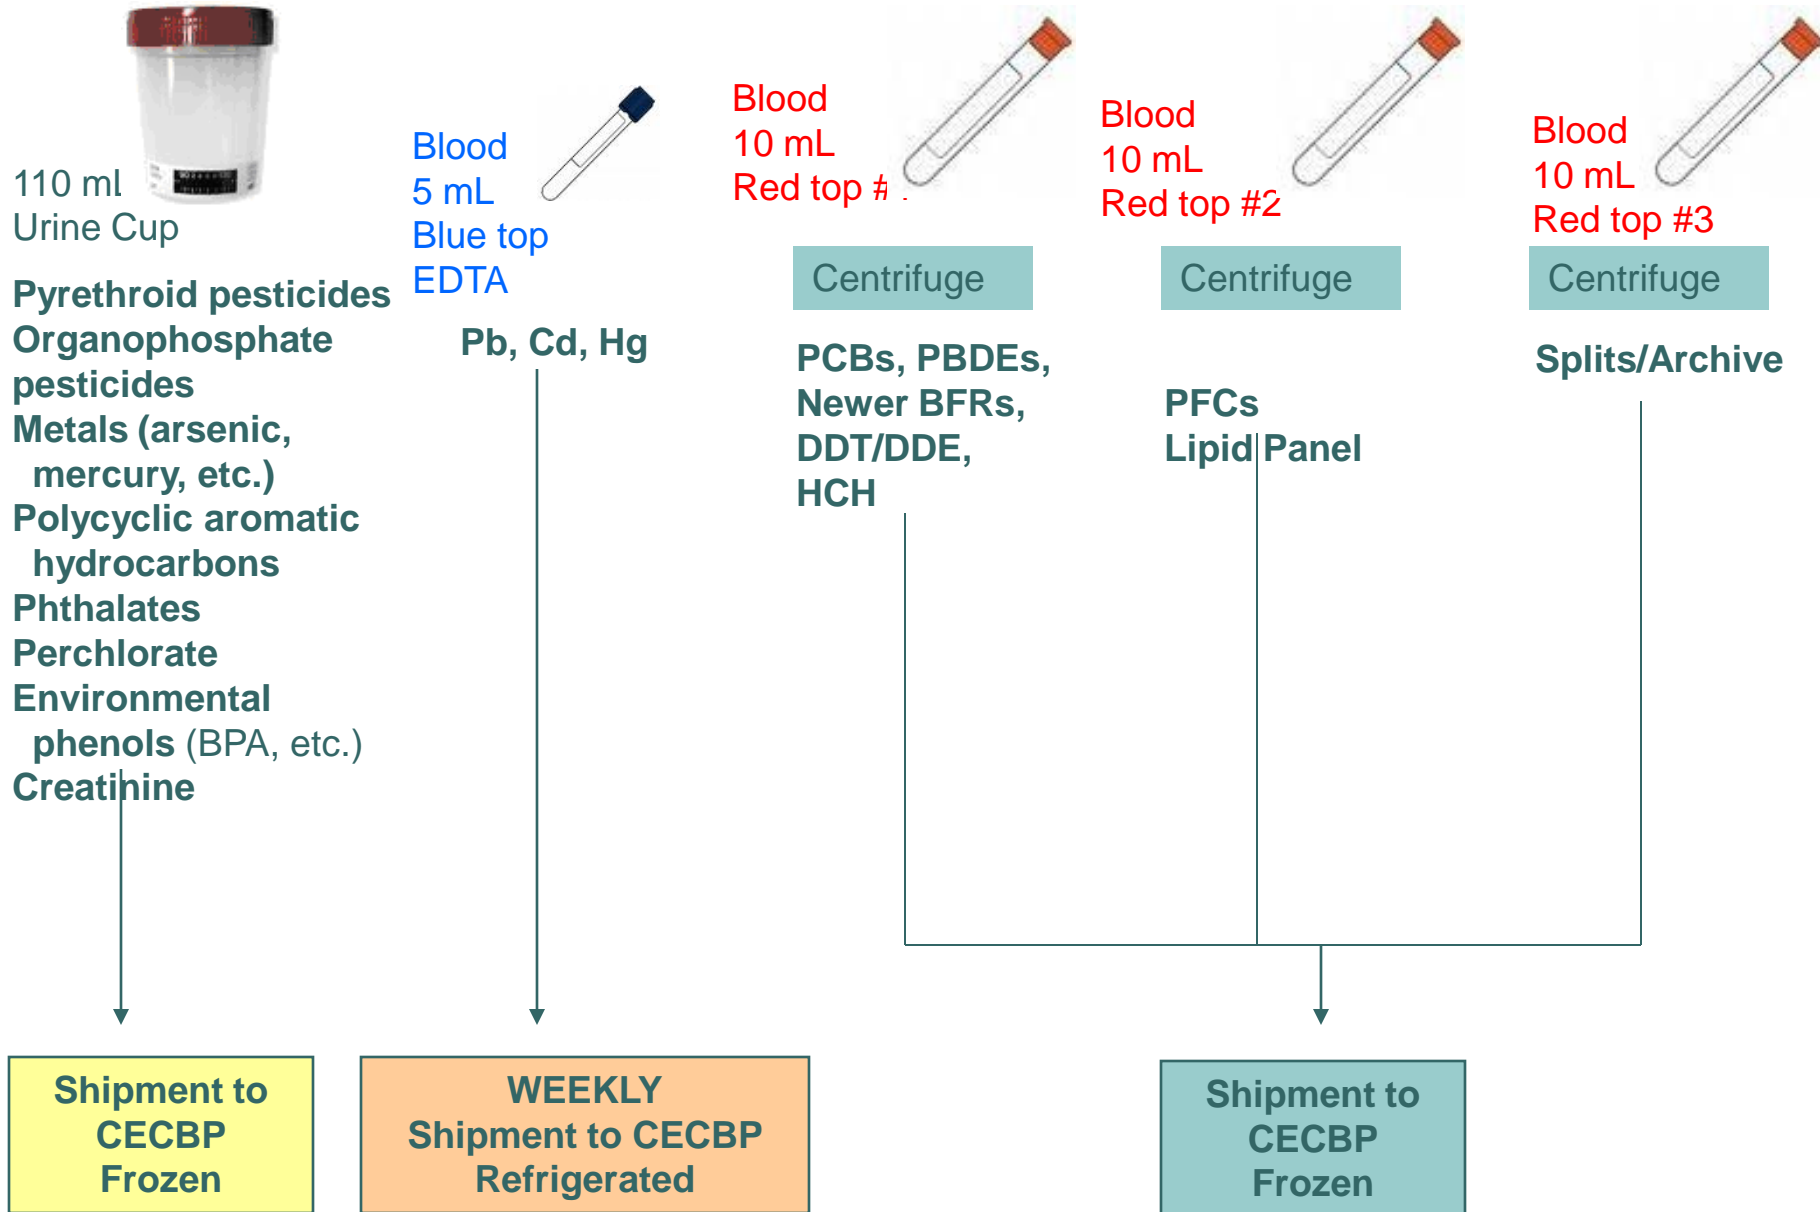 110 mL
Urine Cup
Pyrethroid pesticides
Organophosphate
pesticides
Metals (arsenic,
mercury, etc.)
Polycyclic aromatic
hydrocarbons
Phthalates
Perchlorate
Environmental
phenols (BPA, etc.)
Creatinine
Shipment to
CECBP
Frozen
Blood
5 mL
Blue top
EDTA
Pb, Cd, Hg
WEEKLY
Shipment to CECBP
Refrigerated
Blood
10 mL
Red top #
Centrifuge
PCBs, PBDEs,
Newer BFRs,
DDT/DDE,
HCH
Blood
10 mL
Red top #2
Centrifuge
PFCs
Lipid Panel
Blood
10 mL
Red top #3
Centrifuge
Splits/Archive
Shipment to
CECBP
Frozen